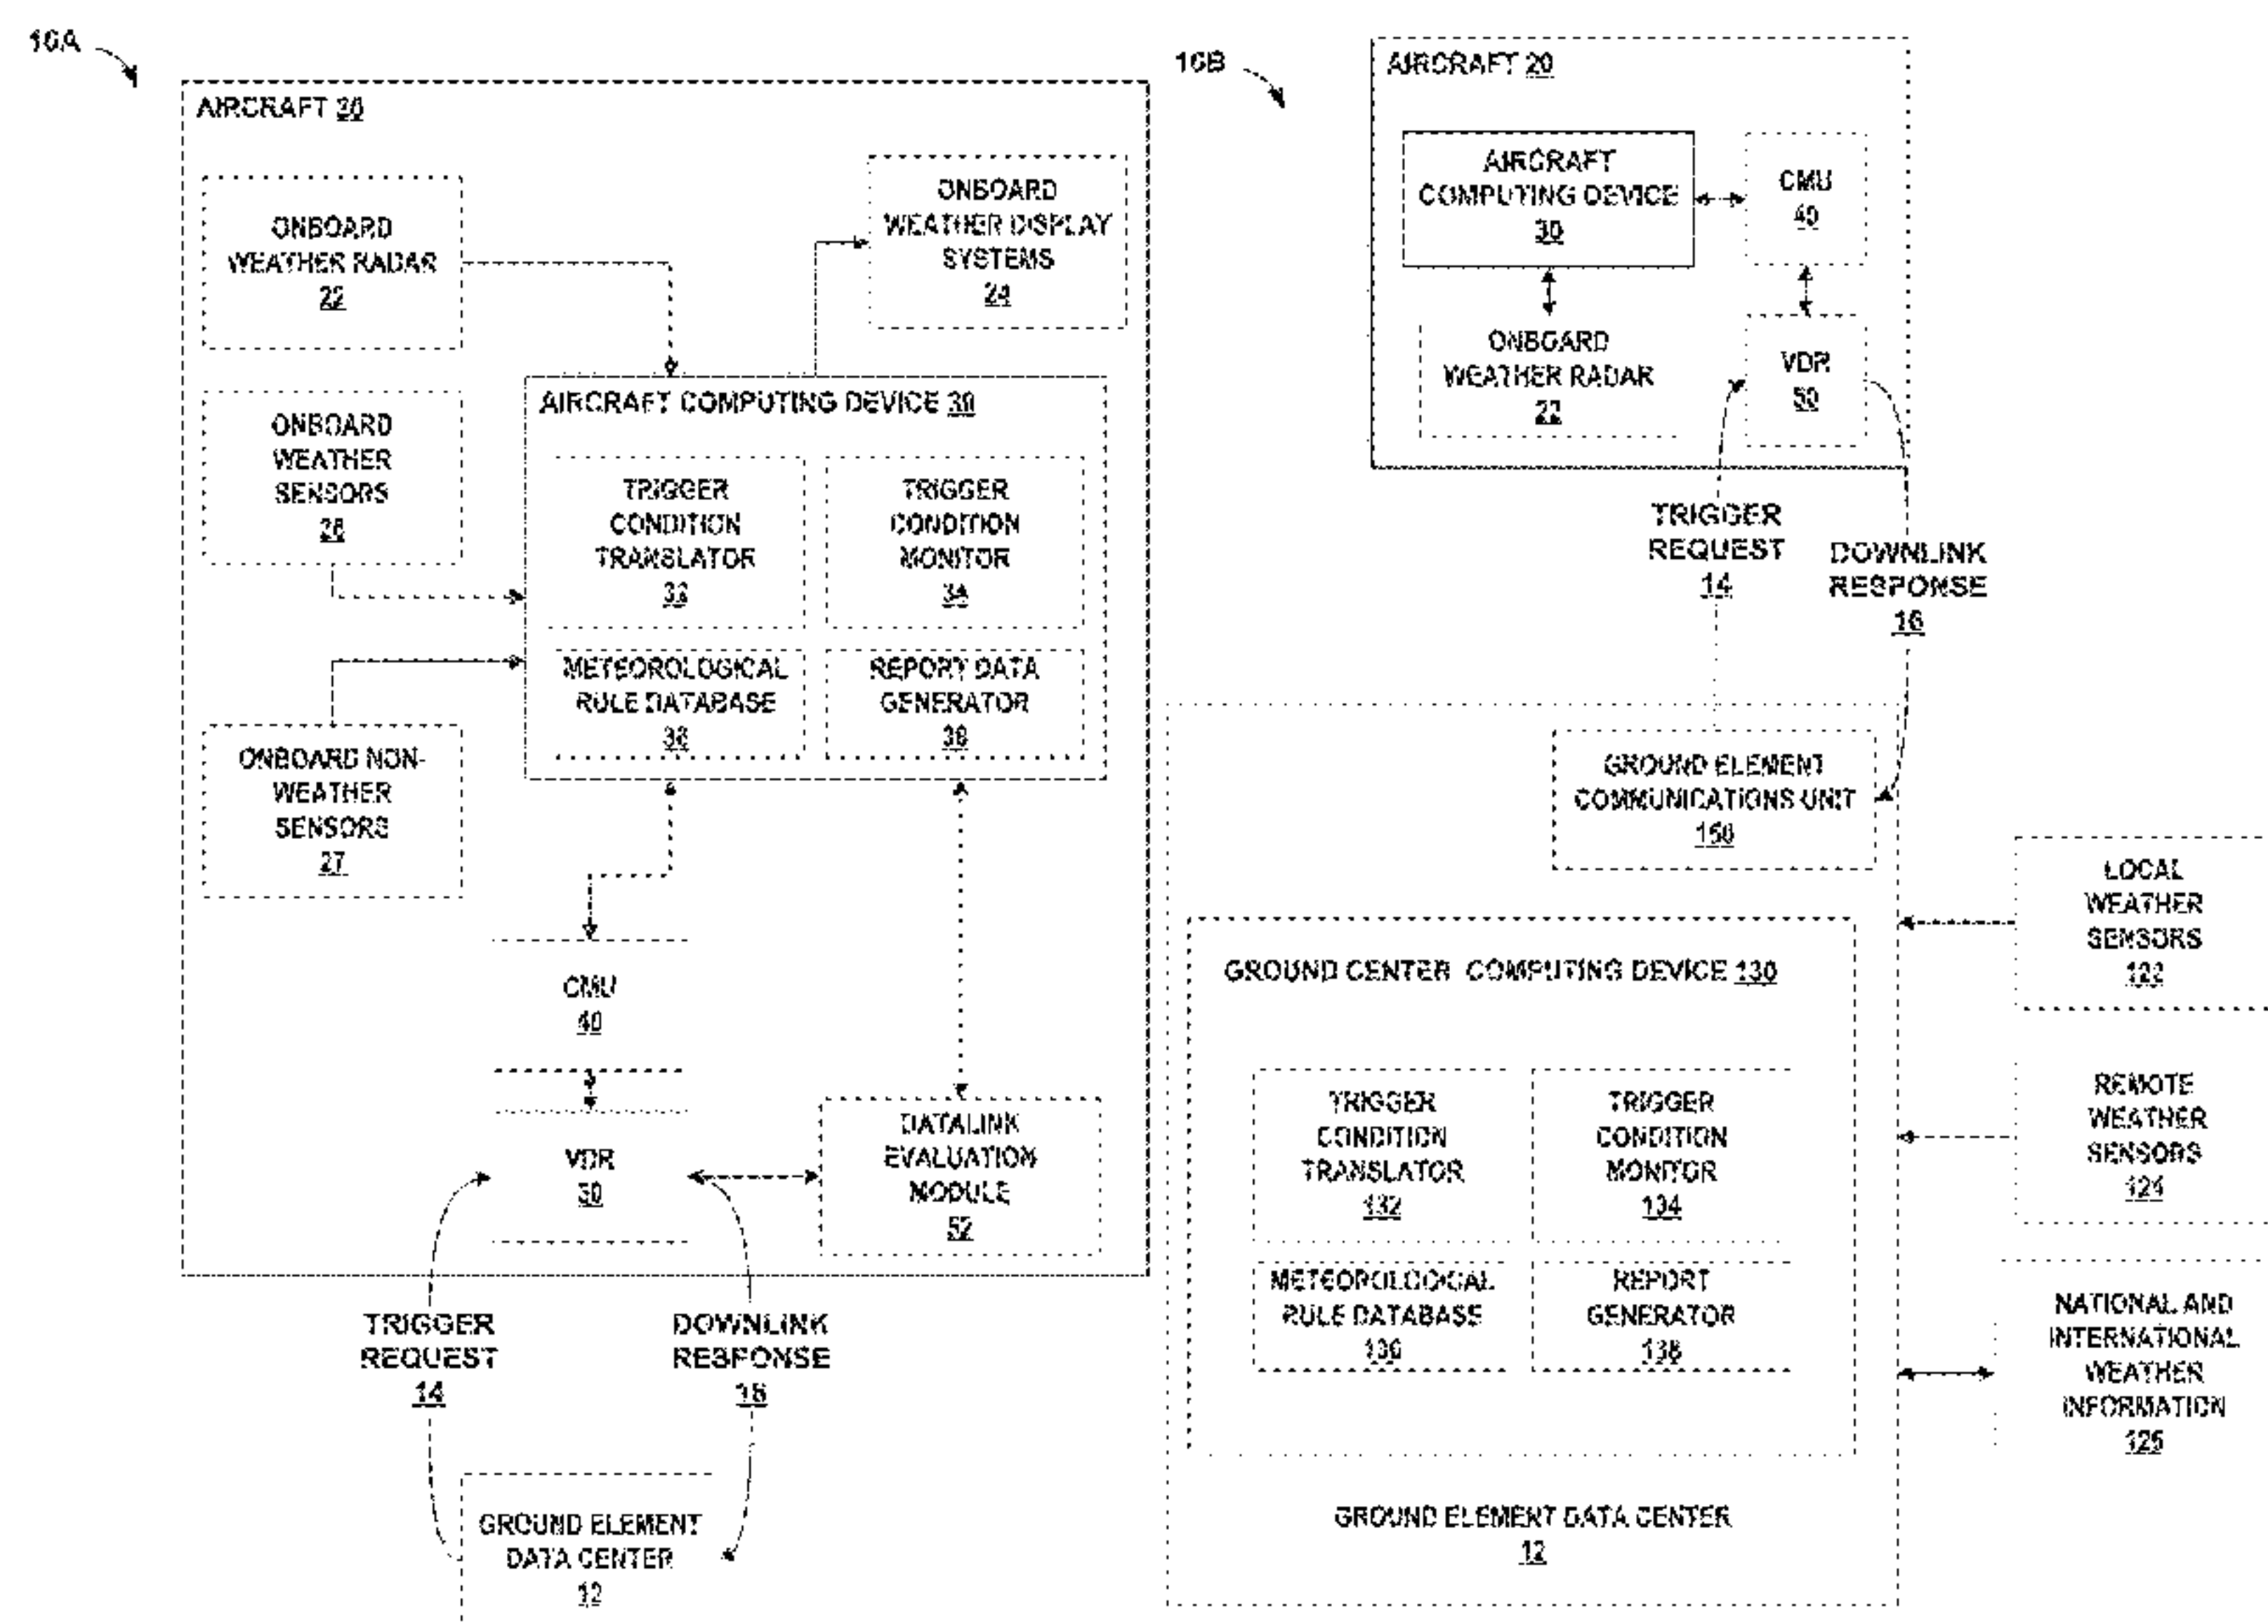 10A
AIRCRAFT 20
ONBOARD
WEATHER RADAR
22
ONBOARD
WEATHER DISPLAY
SYSTEMS
24
ONBOARD
WEATHER
SENSORS
26
AIRCRAFT COMPUTING DEVICE 30
TRIGGER
CONDITION
TRANSLATOR
32
TRIGGER
CONDITION
MONITOR
34
METEOROLOGICAL
RULE DATABASE
36
REPORT DATA
GENERATOR
38
ONBOARD NON-
WEATHER
SENSORS
27
CMU
40
VDR
50
DATALINK
EVALUATION
MODULE
52
TRIGGER
REQUEST
14
DOWNLINK
RESPONSE
16
GROUND ELEMENT
DATA CENTER
12
10B
AIRCRAFT 20
AIRCRAFT
COMPUTING DEVICE
30
CMU
40
ONBOARD
WEATHER RADAR
22
VDR
50
TRIGGER
REQUEST
14
DOWNLINK
RESPONSE
16
GROUND ELEMENT
COMMUNICATIONS UNIT
150
GROUND CENTER COMPUTING DEVICE 130
TRIGGER
CONDITION
TRANSLATOR
132
TRIGGER
CONDITION
MONITOR
134
METEOROLOGICAL
RULE DATABASE
136
REPORT
GENERATOR
138
GROUND ELEMENT DATA CENTER
12
LOCAL
WEATHER
SENSORS
122
REMOTE
WEATHER
SENSORS
124
NATIONAL AND
INTERNATIONAL
WEATHER
INFORMATION
126